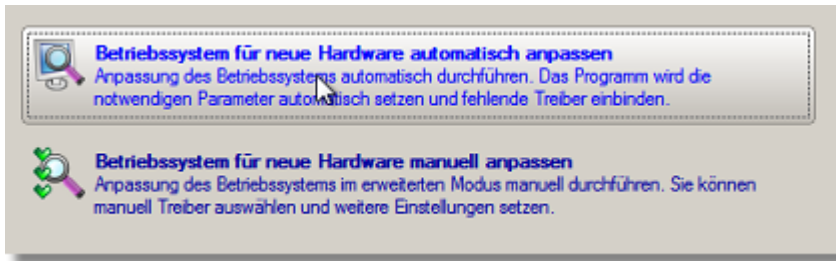 Betriebssystem für neue Hardware automatisch anpassen
Anpassung des Betriebssystems automatisch durchführen. Das Programm wird die
notwendigen Parameter automatisch setzen und fehlende Treiber einbinden.
Betriebssystem für neue Hardware manuell anpassen
Anpassung des Betriebssystems im erweiterten Modus manuell durchführen. Sie können
manuell Treiber auswählen und weitere Einstellungen setzen.